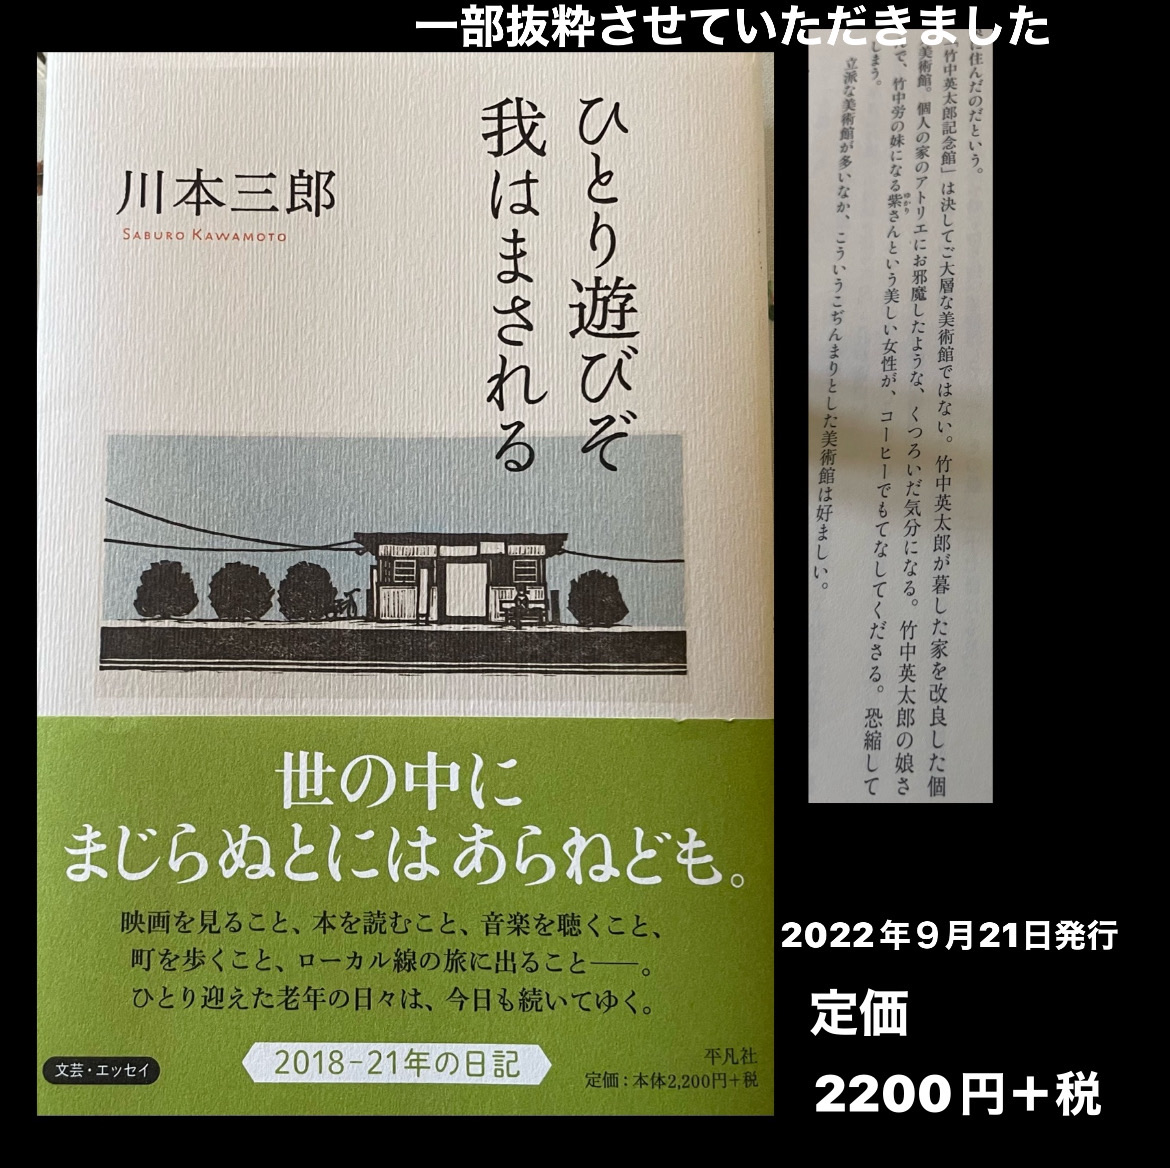 一部抜粋させていただきました
ひとり遊びぞ
我はまされる
川本三郎
SABURO KAWAMOTO
世の中に
まじらぬとにはあらねども。
映画を見ること、本を読むこと、音楽を聴くこと、
町を歩くこと、ローカル線の旅に出ること──。
ひとり迎えた老年の日々は、今日も続いてゆく。
2018-21年の日記
文芸・エッセイ
平凡社
定価:本体2,200円+税
に住んだのだという。
「竹中英太郎記念館」は決してご大層な美術館ではない。竹中英太郎が暮した家を改良した個
美術館。個人の家のアトリエにお邪魔したような、くつろいだ気分になる。竹中英太郎の娘さ
んで、竹中労の妹になる紫さんという美しい女性が、コーヒーでもてなしてくださる。恐縮して
ゆかり
しまう。
立派な美術館が多いなか、こういうこぢんまりとした美術館は好ましい。
2022年9月21日発行
定価
2200円+税